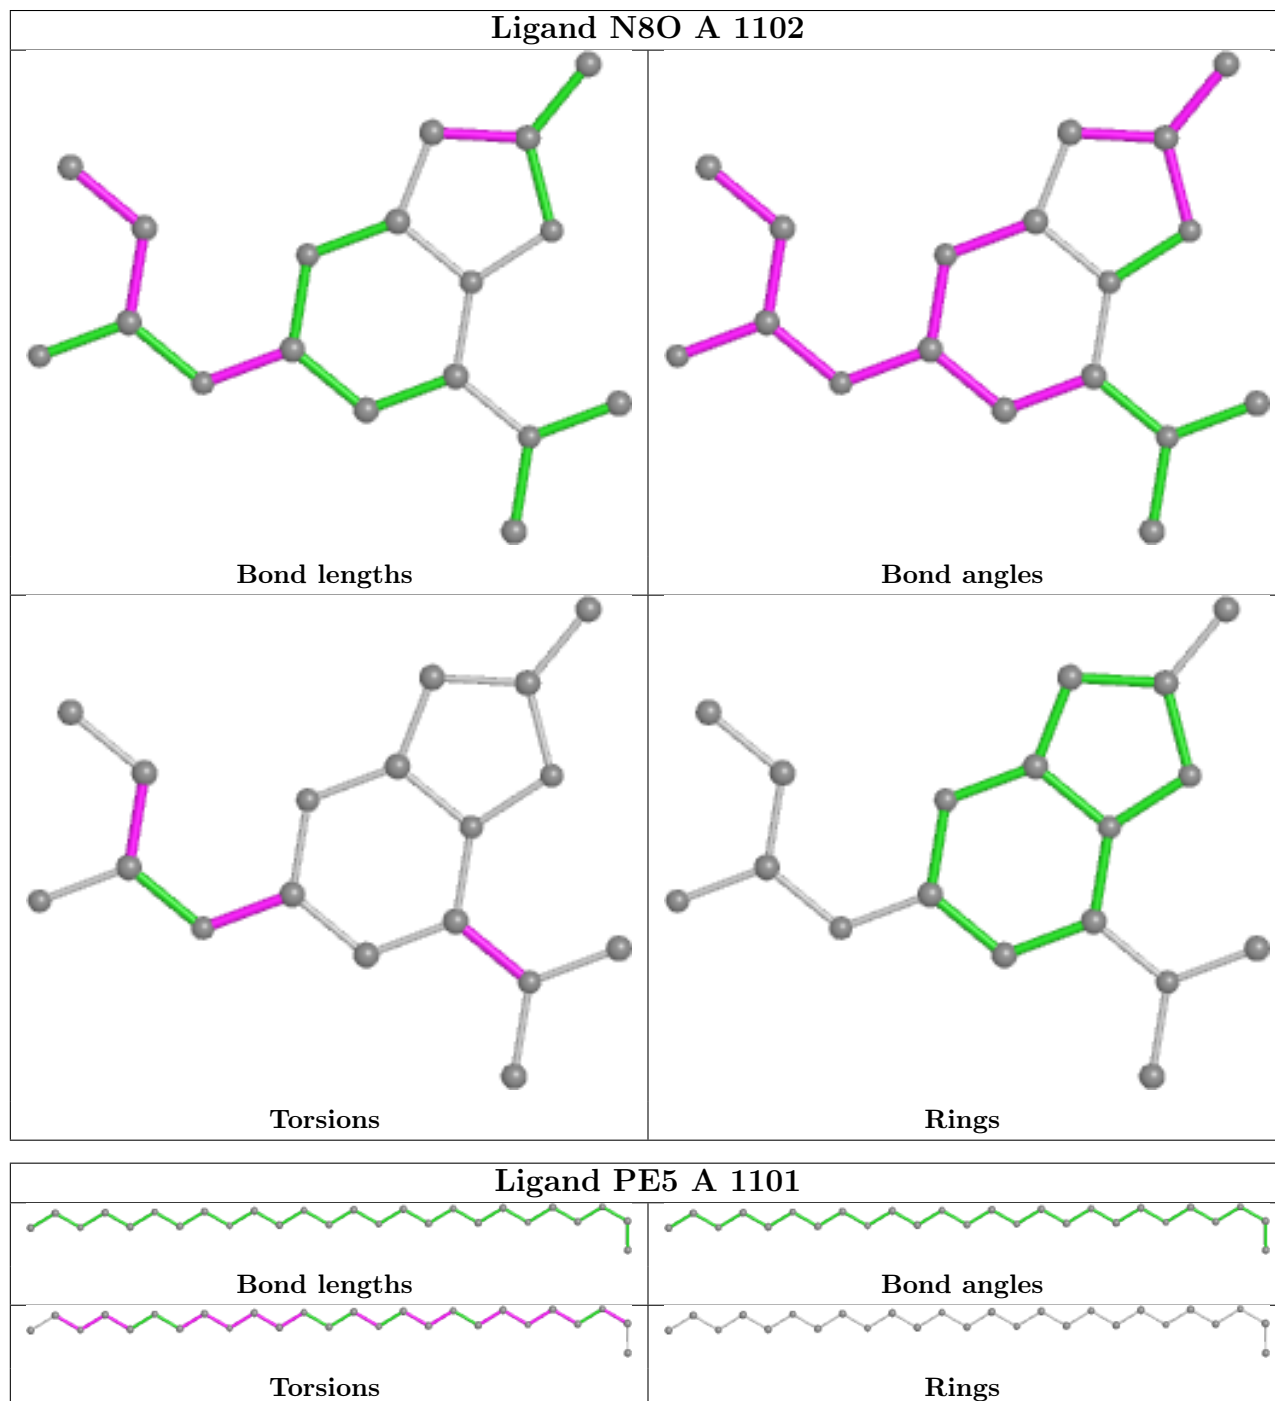 Ligand N8O A 1102
Bond lengths
Bond angles
Torsions
Rings
Ligand PE5 A 1101
Bond lengths
Bond angles
Torsions
Rings